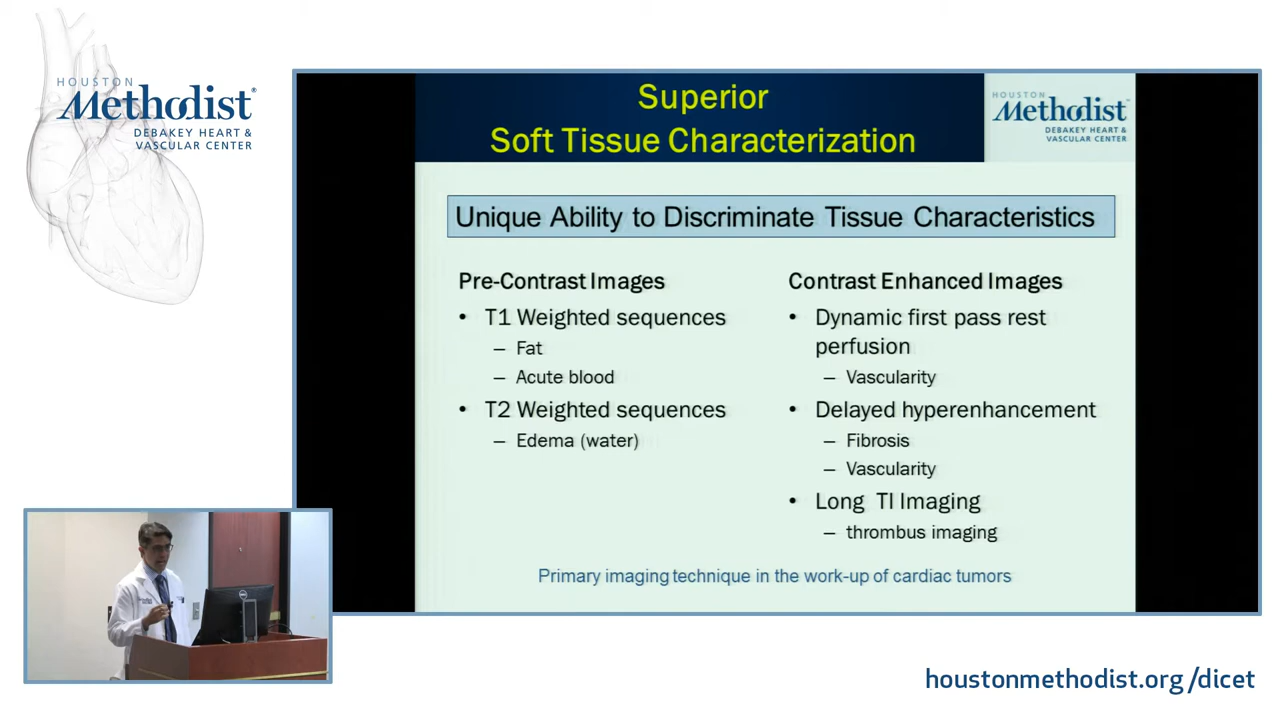 HOUSTON
Methodist®
DEBAKEY HEART &
VASCULAR CENTER
Superior
Soft Tissue Characterization
HOUSTON
Methodist
DEBAKEY HEART &
VASCULAR CENTER
Unique Ability to Discriminate Tissue Characteristics
Pre-Contrast Images
• T1 Weighted sequences
– Fat
– Acute blood
• T2 Weighted sequences
– Edema (water)
Contrast Enhanced Images
• Dynamic first pass rest
perfusion
– Vascularity
• Delayed hyperenhancement
– Fibrosis
– Vascularity
• Long TI Imaging
– thrombus imaging
Primary imaging technique in the work-up of cardiac tumors
DELL
houstonmethodist.org/dicet